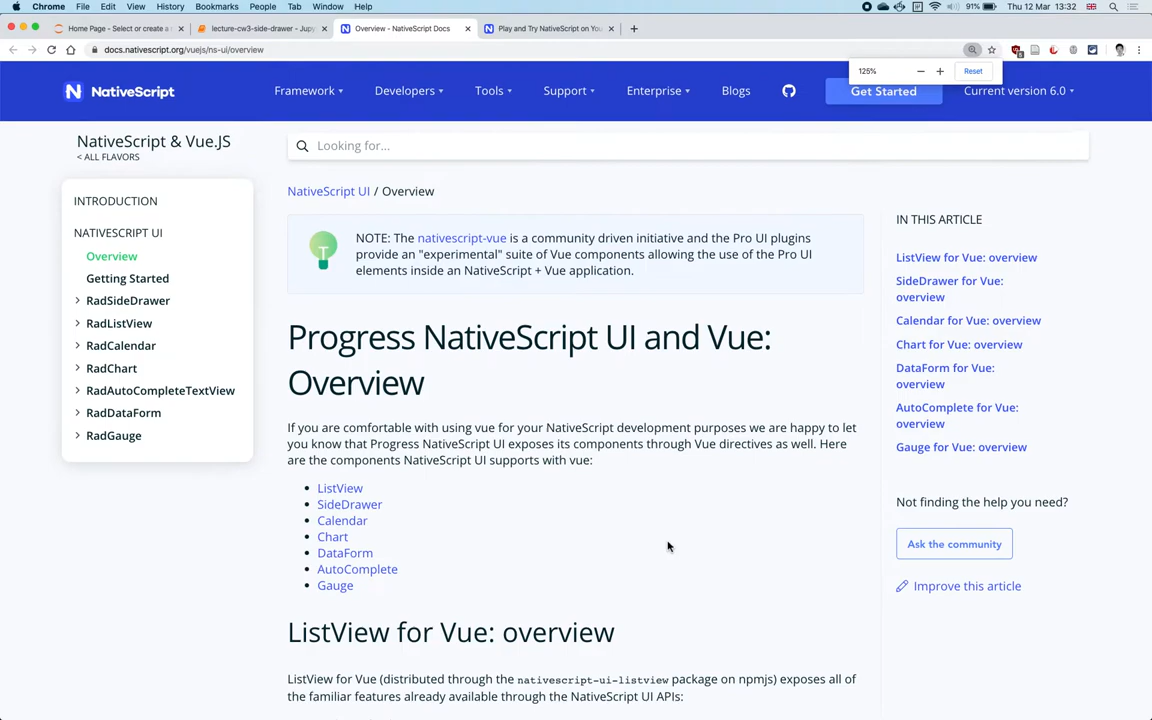 Chrome File Edit View History Bookmarks People Tab Window Help 91% Thu 12 Mar 13:32
Home Page - Select or create a n lecture-cw3-side-drawer - Jupy Overview - NativeScript Docs Play and Try NativeScript on You
docs.nativescript.org/vuejs/ns-ui/overview
125% Reset
NativeScript Framework Developers Tools Support Enterprise Blogs Get Started Current version 6.0
NativeScript & Vue.JS
< ALL FLAVORS
Looking for...
INTRODUCTION
NATIVESCRIPT UI
Overview
Getting Started
RadSideDrawer
RadListView
RadCalendar
RadChart
RadAutoCompleteTextView
RadDataForm
RadGauge
NativeScript UI / Overview
NOTE: The nativescript-vue is a community driven initiative and the Pro UI plugins
provide an "experimental" suite of Vue components allowing the use of the Pro UI
elements inside an NativeScript + Vue application.
Progress NativeScript UI and Vue:
Overview
If you are comfortable with using vue for your NativeScript development purposes we are happy to let
you know that Progress NativeScript UI exposes its components through Vue directives as well. Here
are the components NativeScript UI supports with vue:
• ListView
• SideDrawer
• Calendar
• Chart
• DataForm
• AutoComplete
• Gauge
ListView for Vue: overview
ListView for Vue (distributed through the nativescript-ui-listview package on npmjs) exposes all of
the familiar features already available through the NativeScript UI APIs:
IN THIS ARTICLE
ListView for Vue: overview
SideDrawer for Vue:
overview
Calendar for Vue: overview
Chart for Vue: overview
DataForm for Vue:
overview
AutoComplete for Vue:
overview
Gauge for Vue: overview
Not finding the help you need?
Ask the community
Improve this article